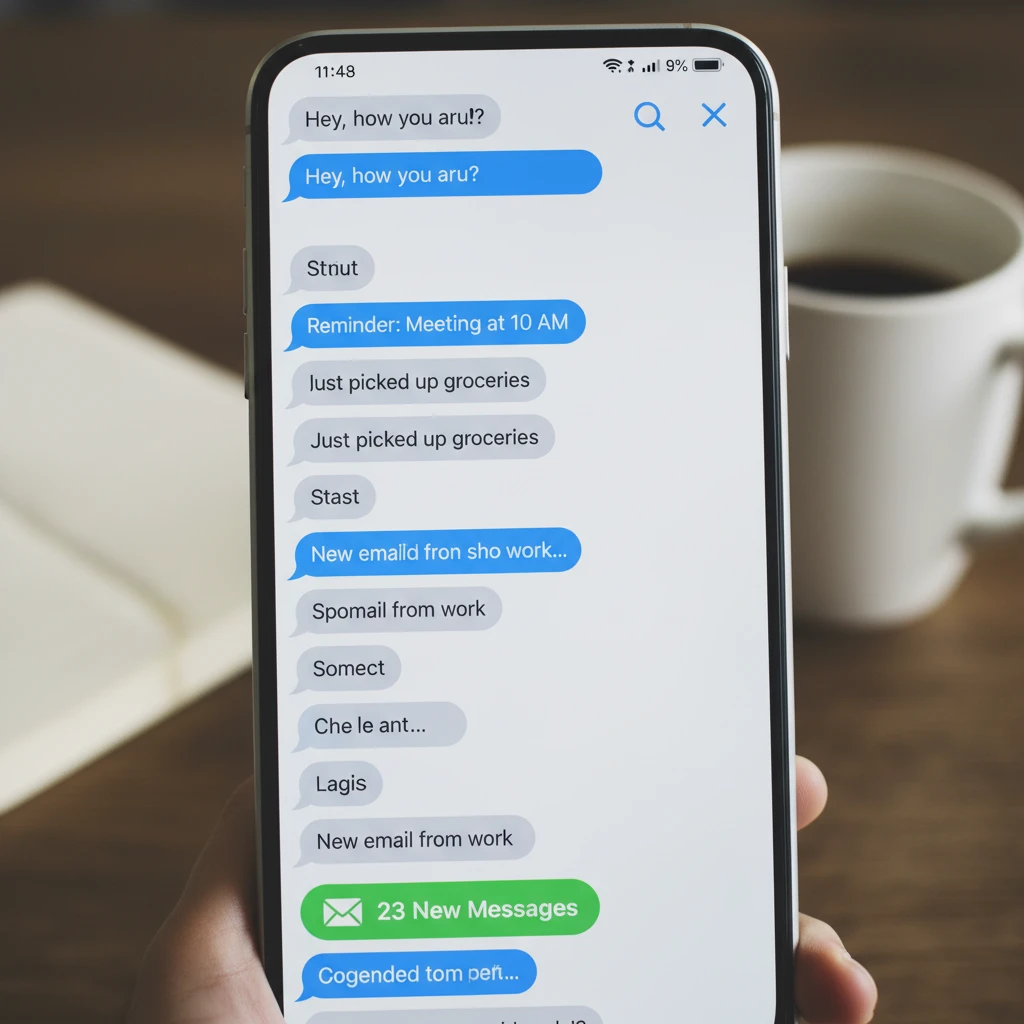 11:48
9%
Hey, how you aru!?
Hey, how you aru?
Stnut
Reminder: Meeting at 10 AM
Just picked up groceries
Just picked up groceries
Stast
New emaild fron sho work...
Spomail from work
Somect
Che le ant...
Lagis
New email from work
23 New Messages
Cogended tom peft...